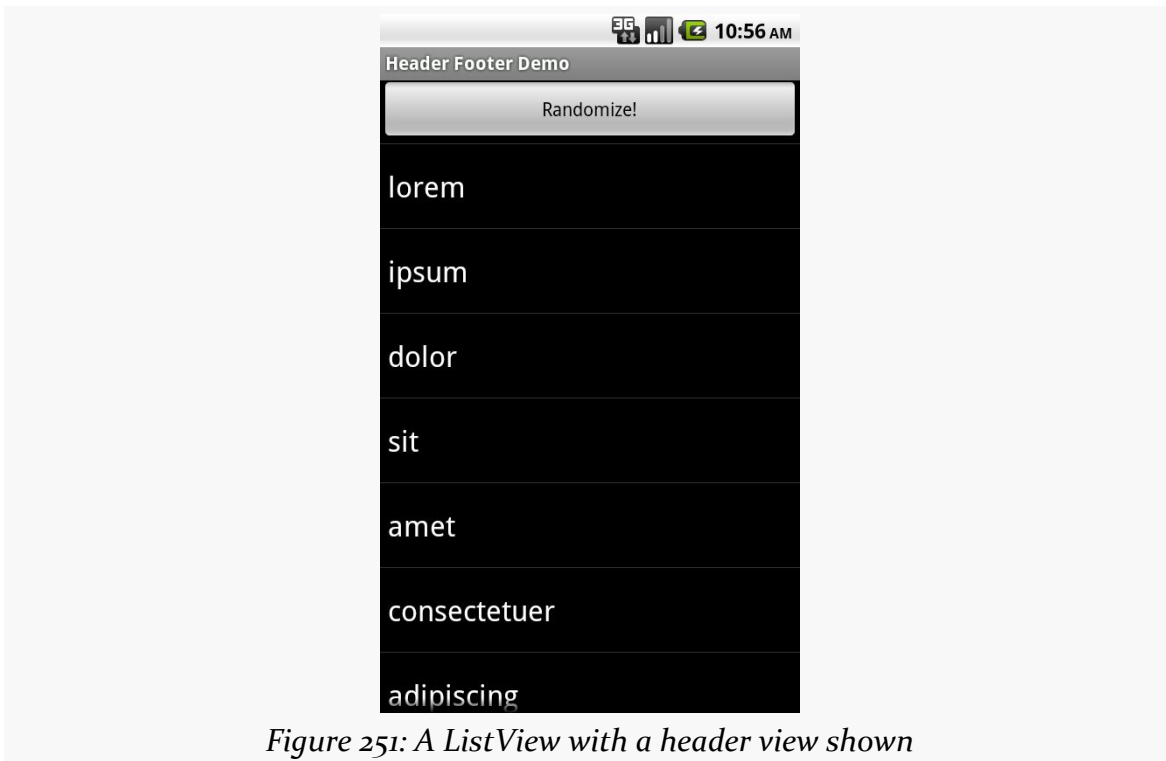 3G 10:56 AM
Header Footer Demo
Randomize!
lorem
ipsum
dolor
sit
amet
consectetuer
adipiscing
Figure 251: A ListView with a header view shown